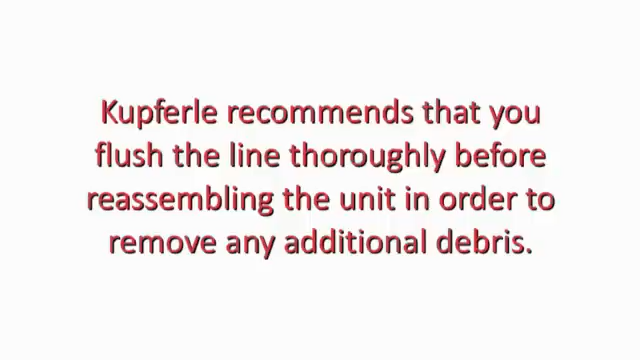 Kupferle recommends that you
flush the line thoroughly before
reassembling the unit in order to
remove any additional debris.